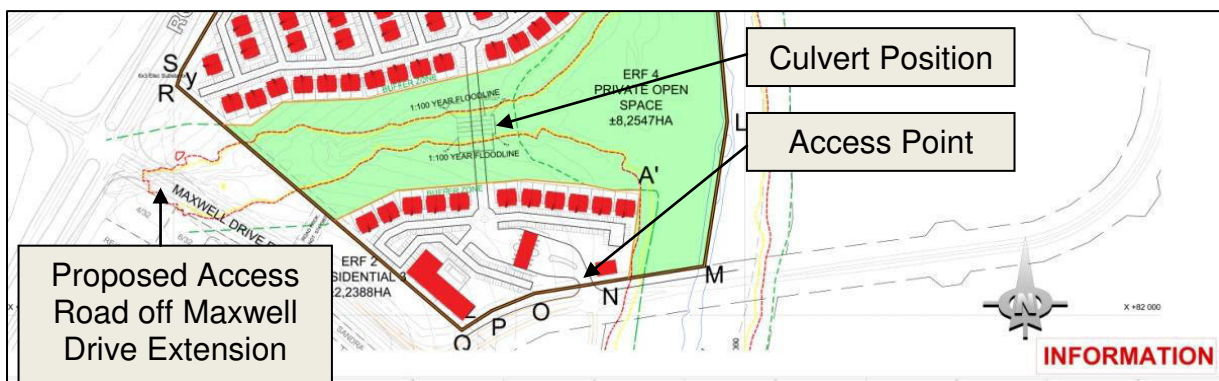 Culvert Position
Access Point
Proposed Access
Road off Maxwell
Drive Extension
S
y
R
BUFFER ZONE
1:100 YEAR FLOODLINE
1:100 YEAR FLOODLINE
BUFFER ZONE
ERF 4
PRIVATE OPEN
SPACE
±8,2547HA
L
A'
MAXWELL DRIVE
ERF 2
2,2388HA
M
N
O
P
Q
N
X +82 000
INFORMATION